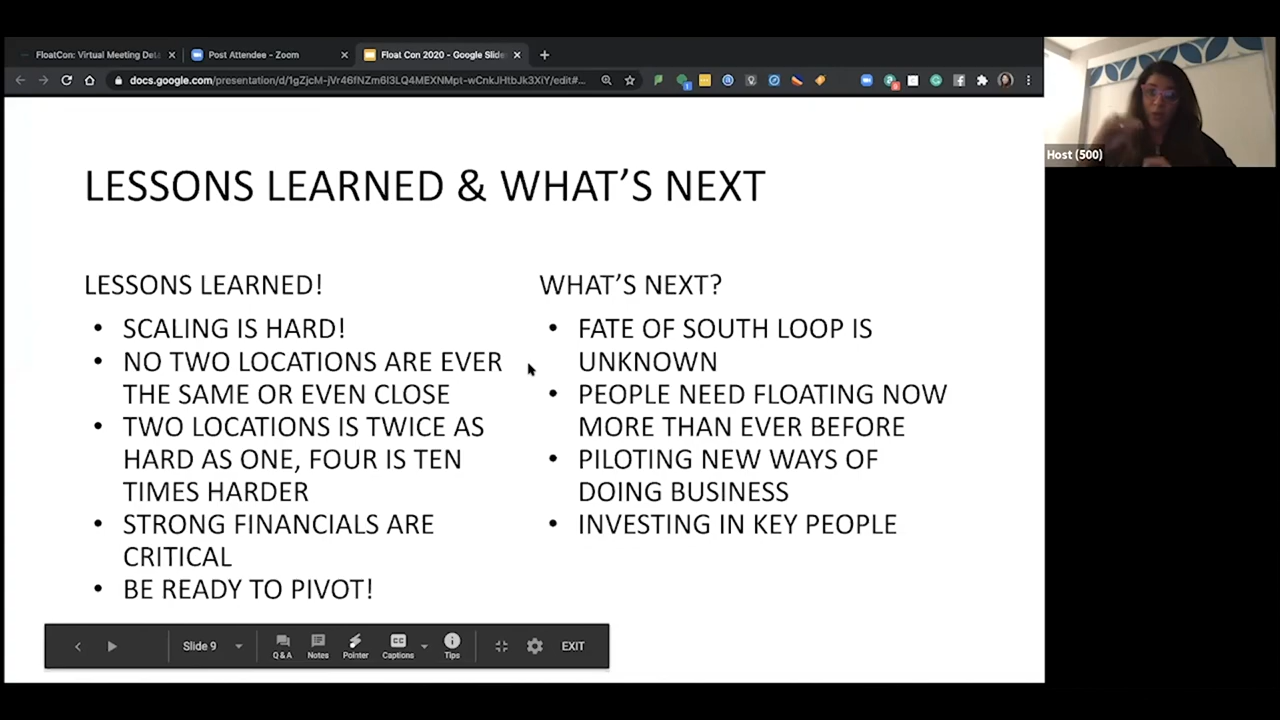 FloatCon: Virtual Meeting Det
Post Attendee - Zoom
Float Con 2020 - Google Slide
docs.google.com/presentation/d/1gZjcM-jVr46fNZm6I3LQ4MEXNMpt-wCnkJHtbJk3XiY/edit#...
Host (500)
LESSONS LEARNED & WHAT'S NEXT
LESSONS LEARNED!
• SCALING IS HARD!
• NO TWO LOCATIONS ARE EVER
THE SAME OR EVEN CLOSE
• TWO LOCATIONS IS TWICE AS
HARD AS ONE, FOUR IS TEN
TIMES HARDER
• STRONG FINANCIALS ARE
CRITICAL
• BE READY TO PIVOT!
WHAT'S NEXT?
• FATE OF SOUTH LOOP IS
UNKNOWN
• PEOPLE NEED FLOATING NOW
MORE THAN EVER BEFORE
• PILOTING NEW WAYS OF
DOING BUSINESS
• INVESTING IN KEY PEOPLE
Slide 9
Q & A
Notes
Pointer
Captions
Tips
EXIT